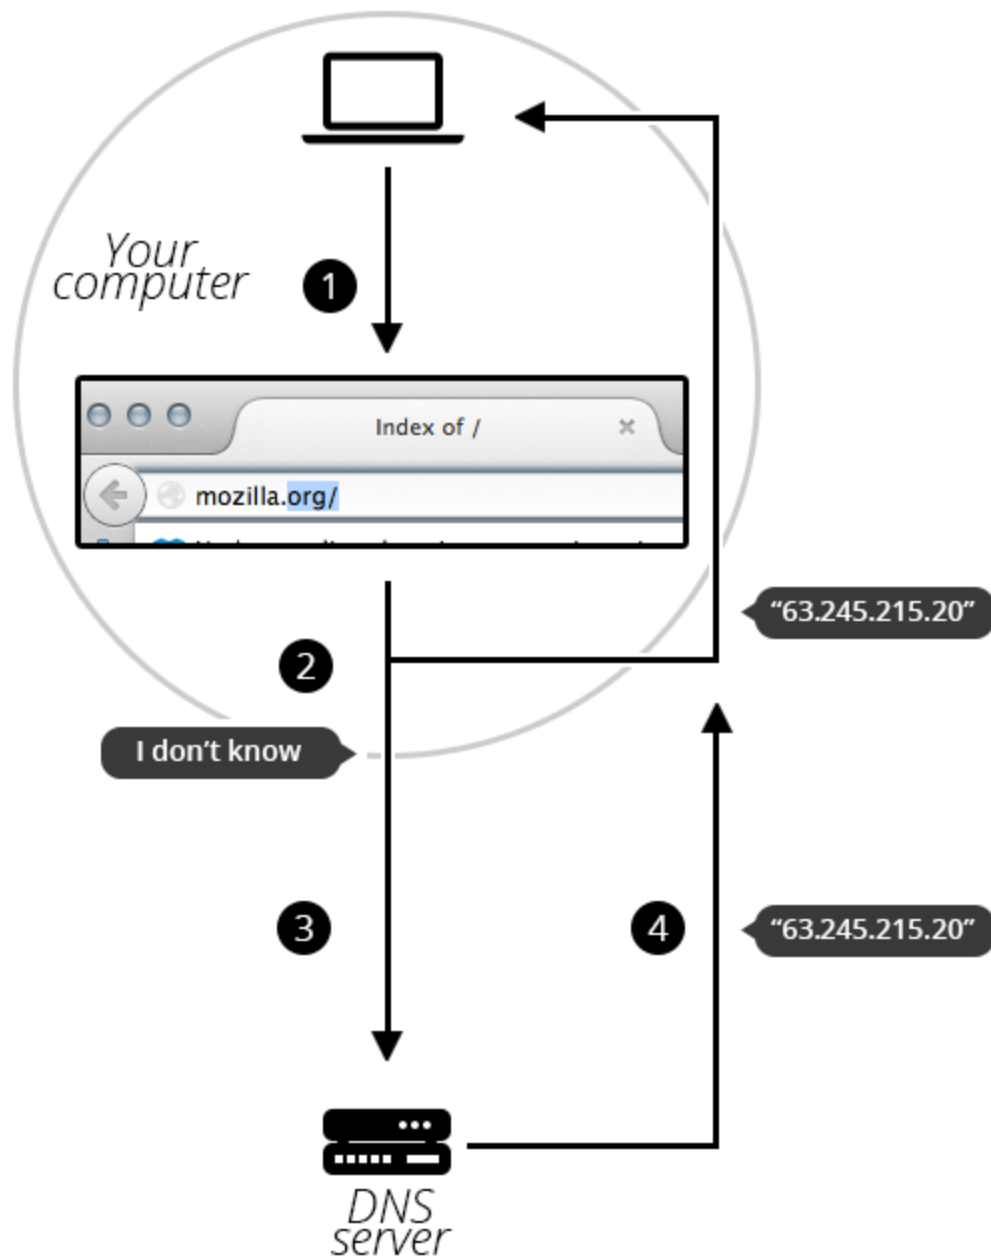 Your
computer
1
Index of /
mozilla.org/
2
“63.245.215.20”
I don’t know
3
4
“63.245.215.20”
DNS
server